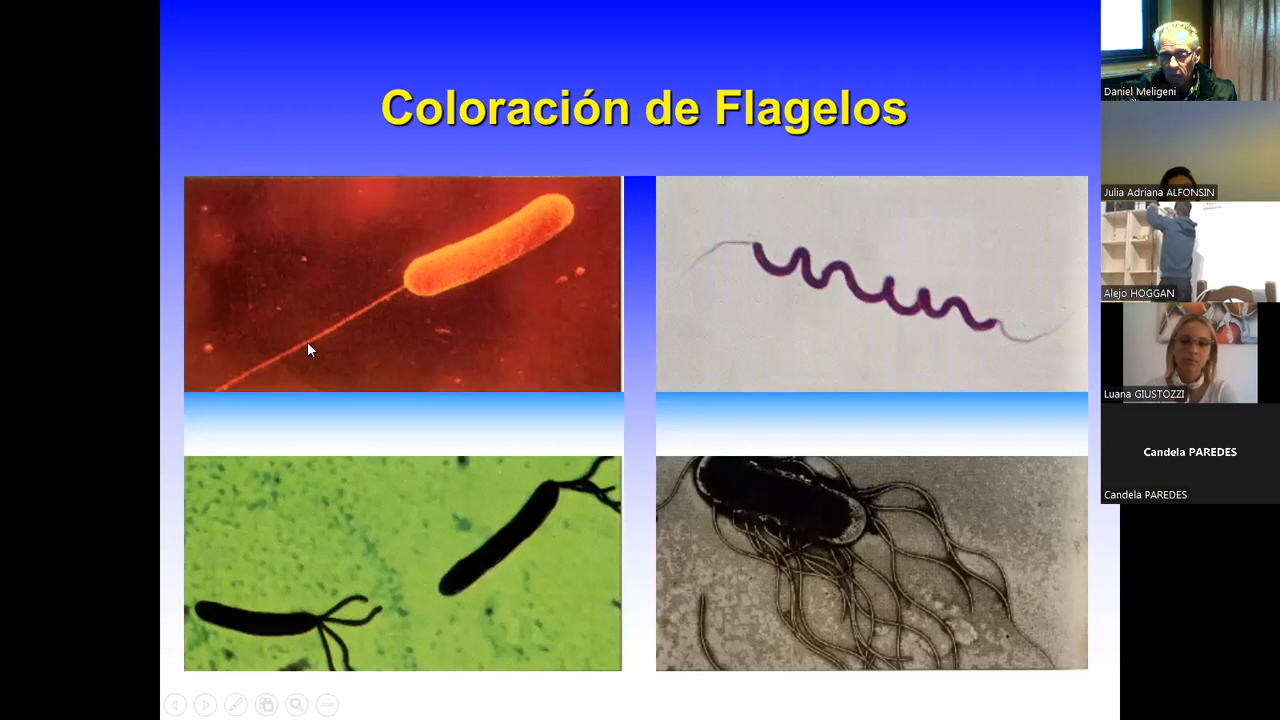 Coloración de Flagelos
Daniel Meligeni
Julia Adriana ALFONSIN
Alejo HOGGAN
Luana GIUSTOZZI
Candela PAREDES
Candela PAREDES